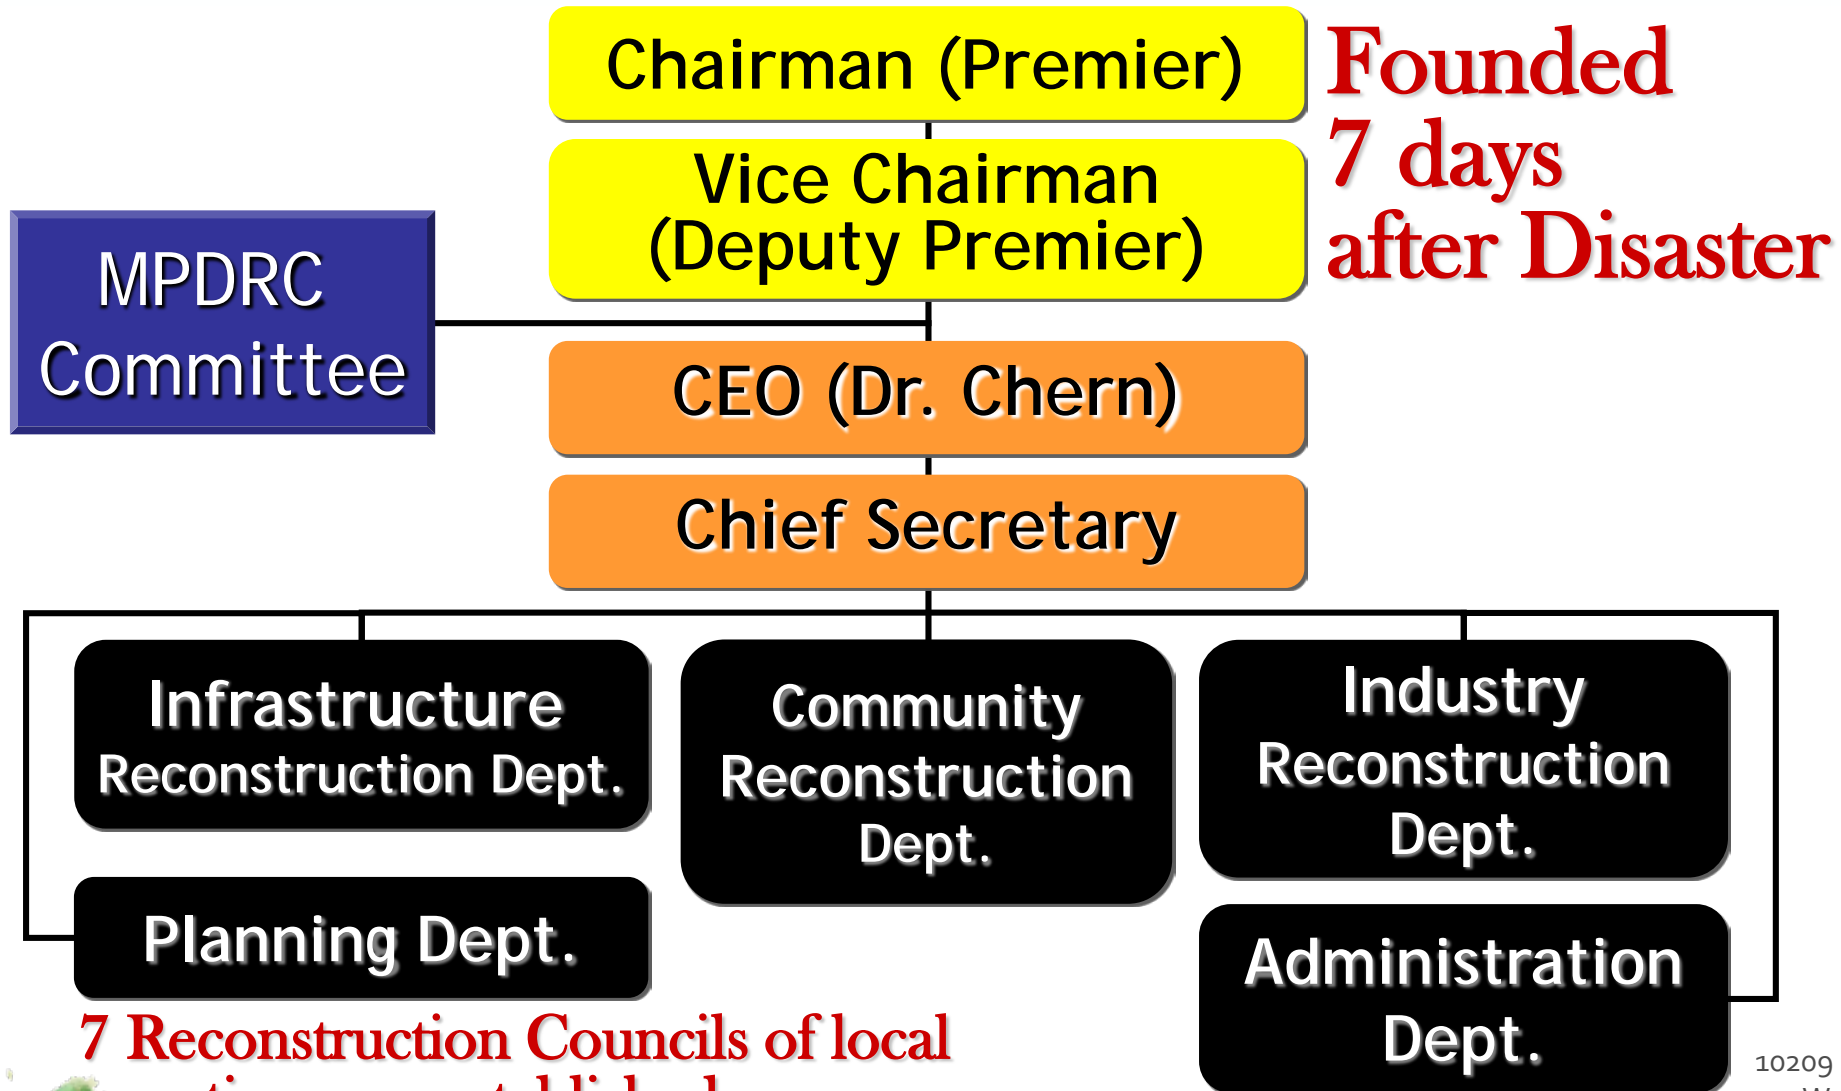 Chairman (Premier)
Founded
7 days
after Disaster
Vice Chairman
(Deputy Premier)
MPDRC
Committee
CEO (Dr. Chern)
Chief Secretary
Infrastructure
Reconstruction Dept.
Community
Reconstruction
Dept.
Industry
Reconstruction
Dept.
Planning Dept.
Administration
Dept.
7 Reconstruction Councils of local
10209